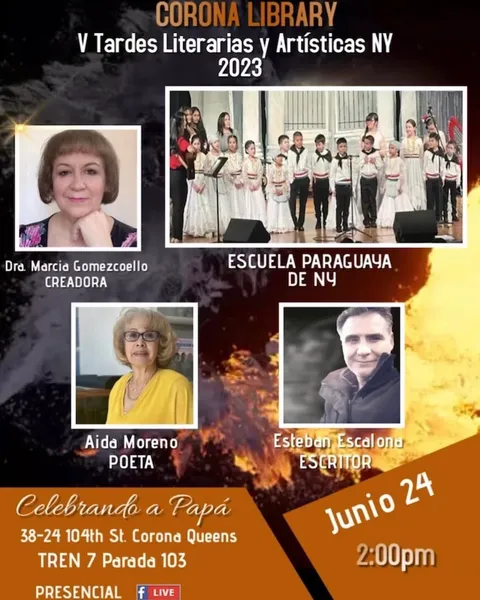 CORONA LIBRARY
V Tardes Literarias y Artísticas NY
2023
Dra. Marcia Gomezcoello
CREADORA
ESCUELA PARAGUAYA
DE NY
Aida Moreno
POETA
Esteban Escalona
ESCRITOR
Celebrando a Papá
38-24 104th St. Corona Queens
TREN 7 Parada 103
PRESENCIAL f LIVE
Junio 24
2:00pm